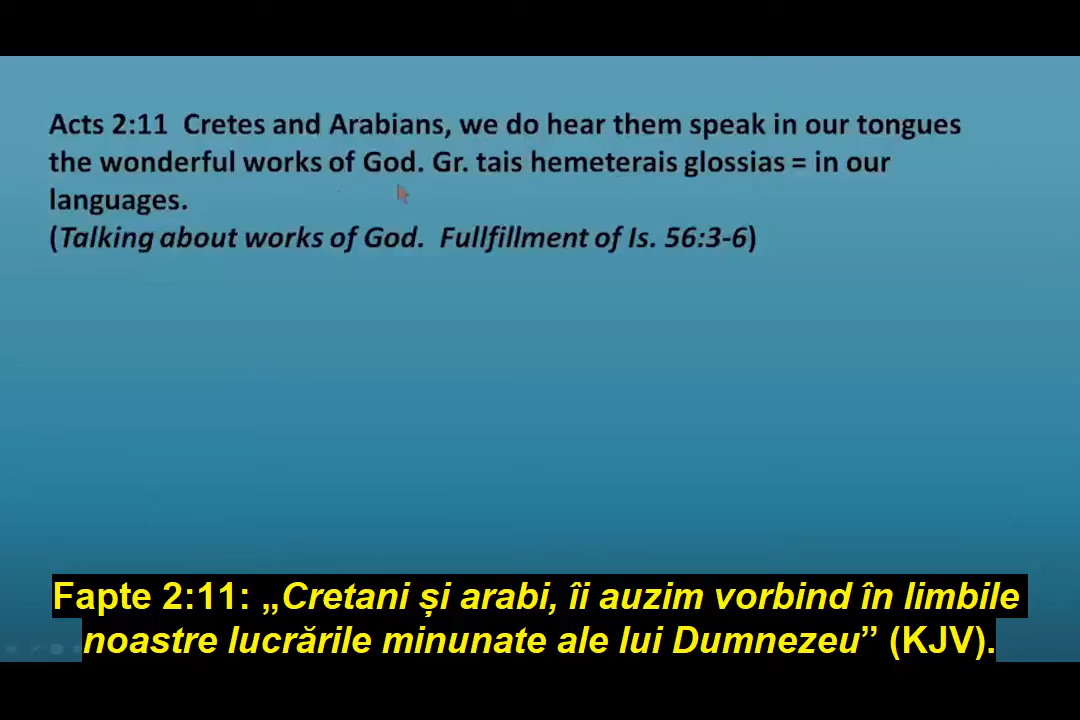 Acts 2:11  Cretes and Arabians, we do hear them speak in our tongues
the wonderful works of God. Gr. tais hemeterais glossias = in our
languages.
(Talking about works of God.  Fullfillment of Is. 56:3-6)
Fapte 2:11: „Cretani și arabi, îi auzim vorbind în limbile
noastre lucrările minunate ale lui Dumnezeu” (KJV).